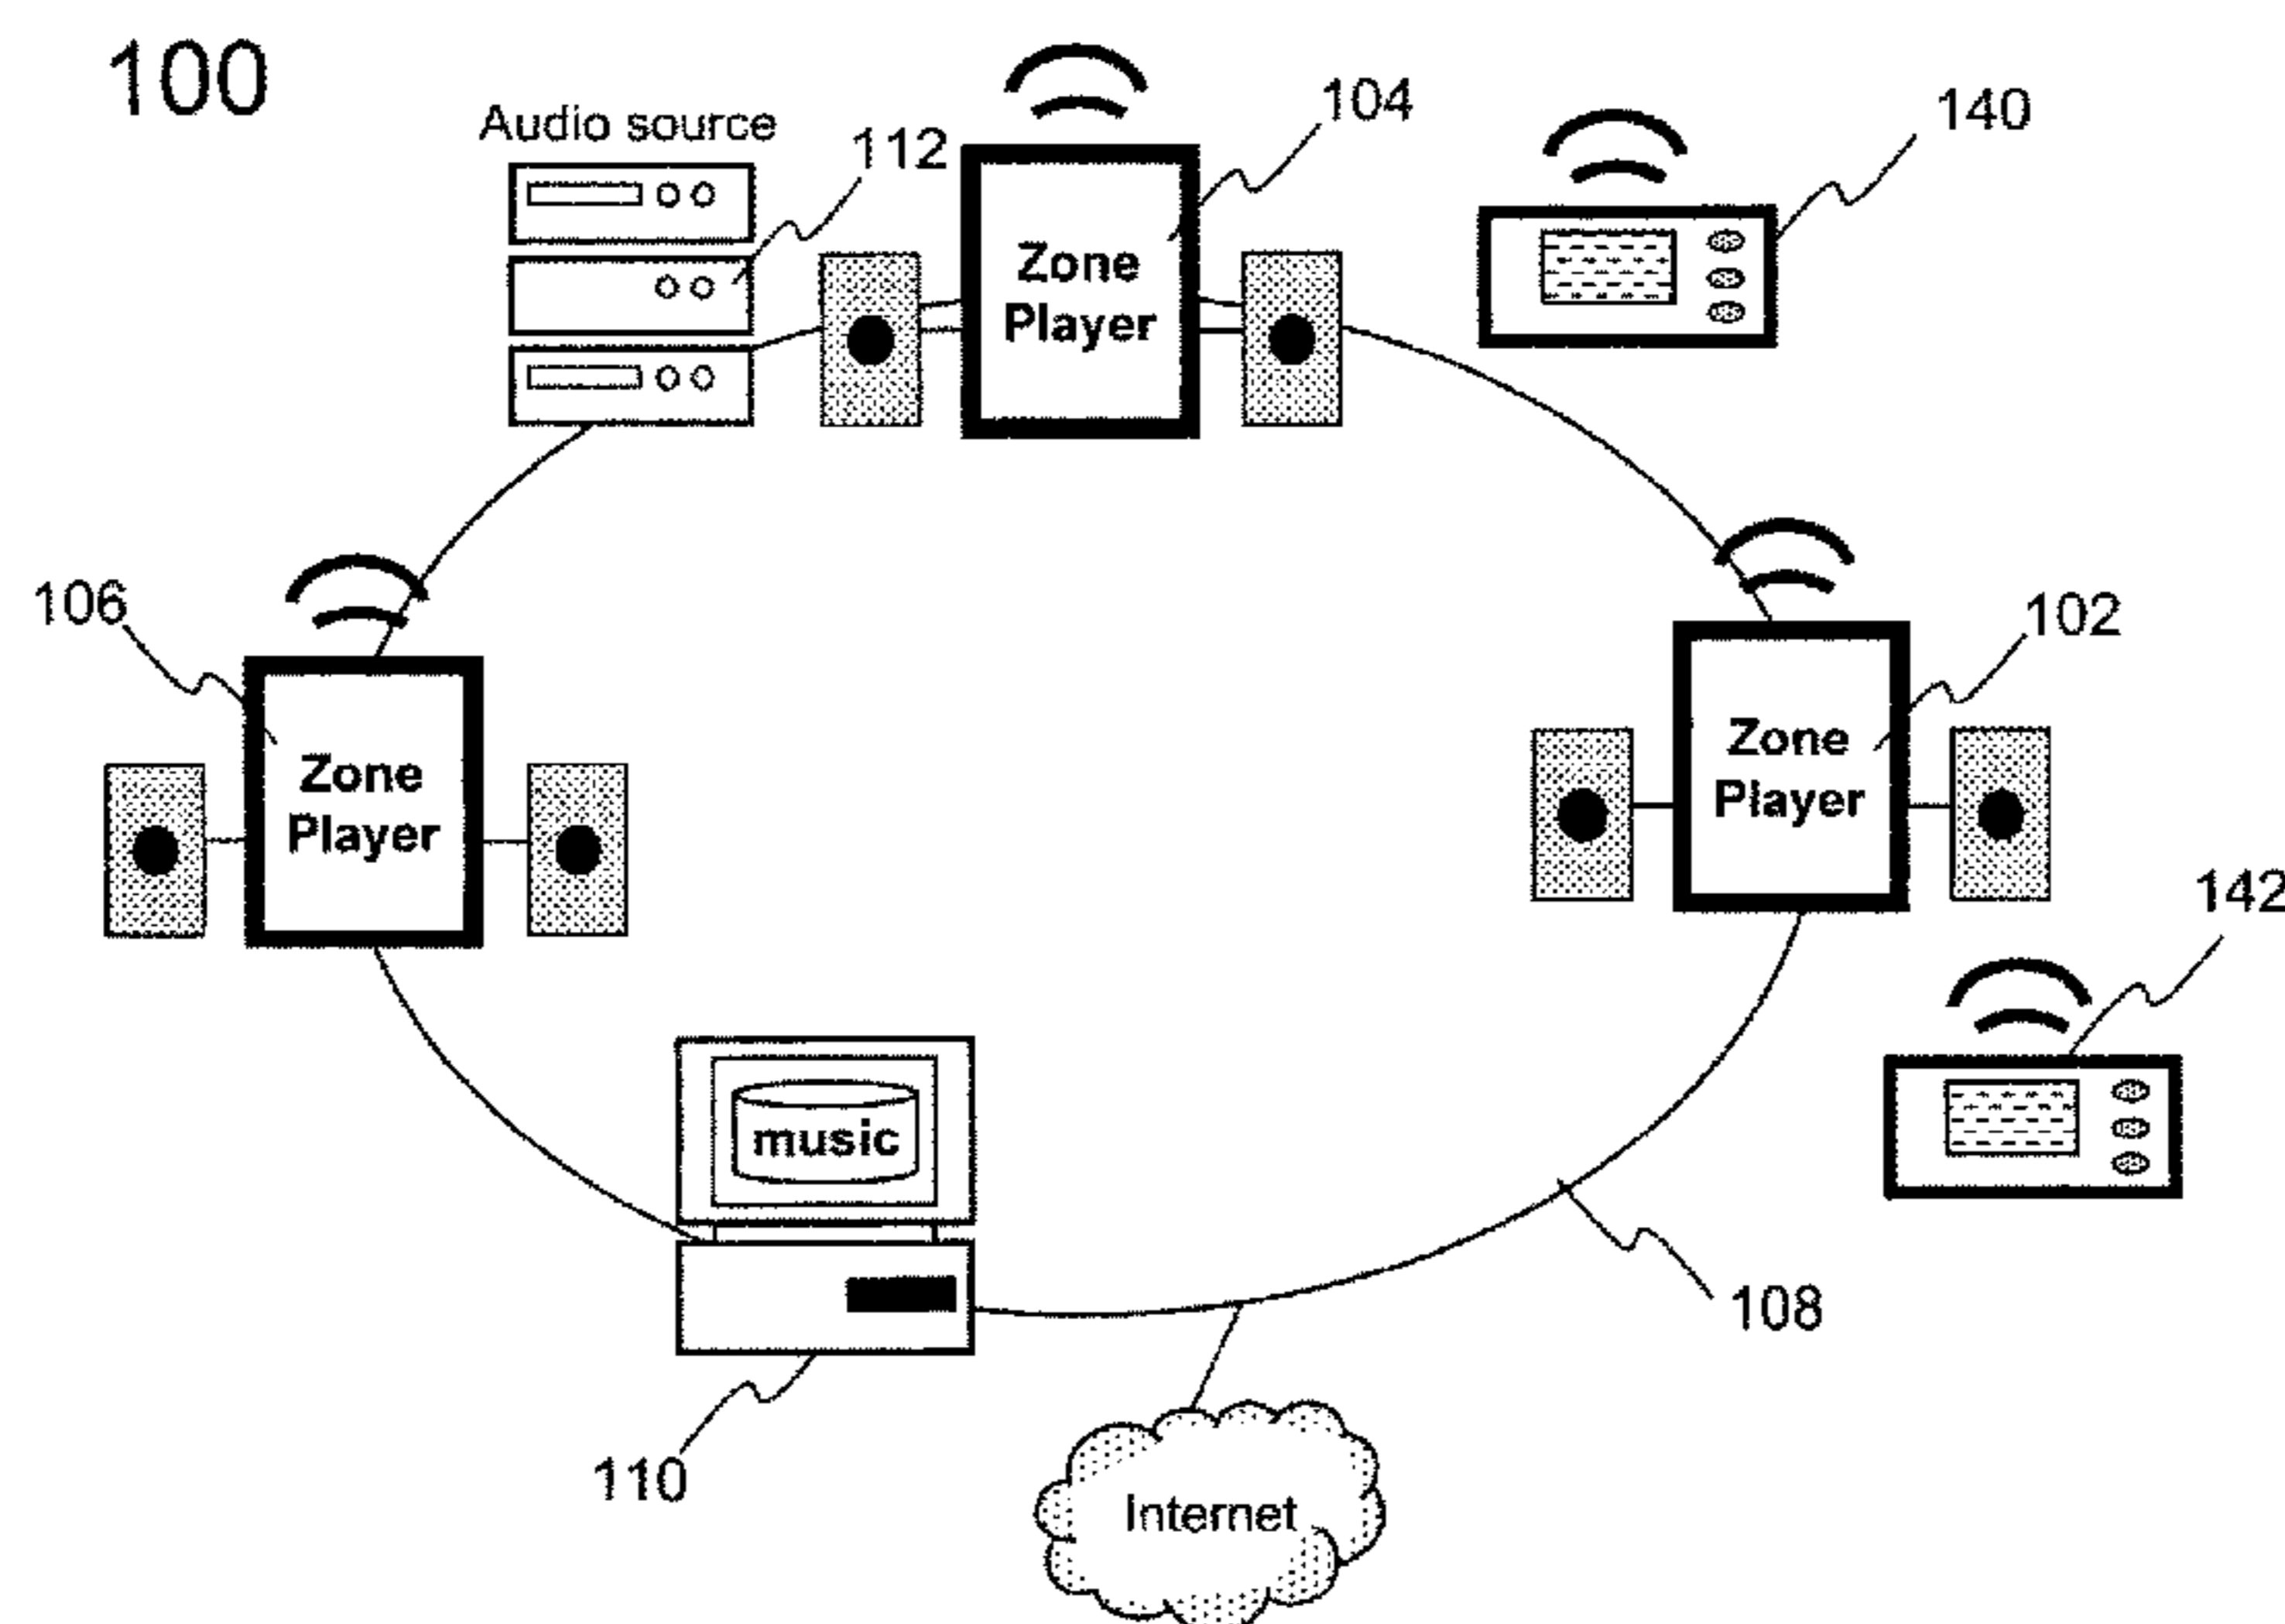 100
Audio source
112
104
140
Zone
Player
106
102
Zone
Player
Zone
Player
142
music
108
110
Internet